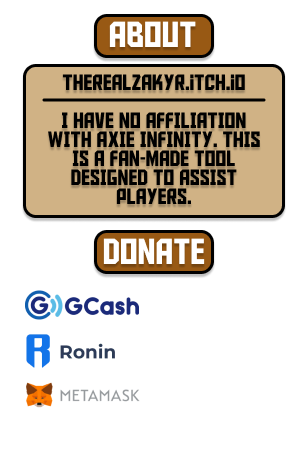 ABOUT
THEREALZAKYR.iTCH.iO
I HAVE NO AFFILIATION
WITH AXIE INFINITY. THIS
IS A FAN-MADE TOOL
DESIGNED TO ASSIST
PLAYERS.
DONATE
GCash
Ronin
METAMASK